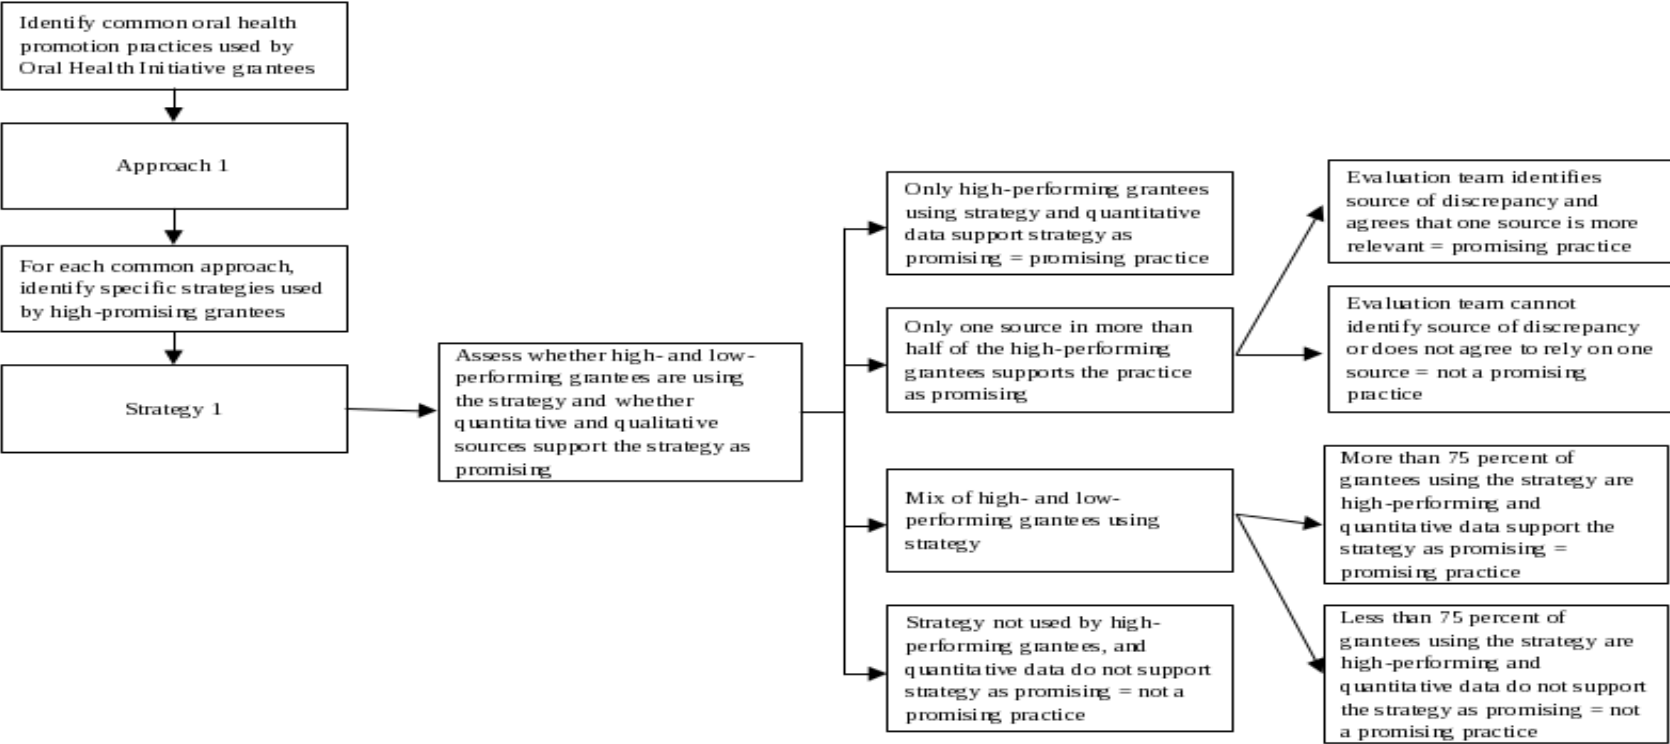 Identify common oral health
promotion practices used by
Oral Health Initiative grantees
Approach 1
For each common approach,
identify specific strategies used
by high-promising grantees
Strategy 1
Assess whether high- and low-
performing grantees are using
the strategy and whether
quantitative and qualitative
sources support the strategy as
promising
Only high-performing grantees
using strategy and quantitative
data support strategy as
promising = promising practice
Only one source in more than
half of the high-performing
grantees supports the practice
as promising
Mix of high- and low-
performing grantees using
strategy
Strategy not used by high-
performing grantees, and
quantitative data do not support
strategy as promising = not a
promising practice
Evaluation team identifies
source of discrepancy and
agrees that one source is more
relevant = promising practice
Evaluation team cannot
identify source of discrepancy
or does not agree to rely on one
source = not a promising
practice
More than 75 percent of
grantees using the strategy are
high-performing and
quantitative data support the
strategy as promising =
promising practice
Less than 75 percent of
grantees using the strategy are
high-performing and
quantitative data do not support
the strategy as promising = not
a promising practice